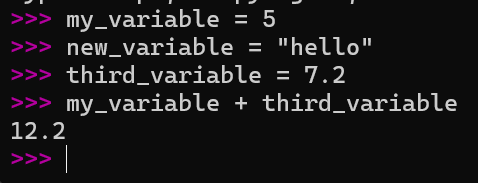 >>> my_variable = 5
>>> new_variable = "hello"
>>> third_variable = 7.2
>>> my_variable + third_variable
12.2
>>>